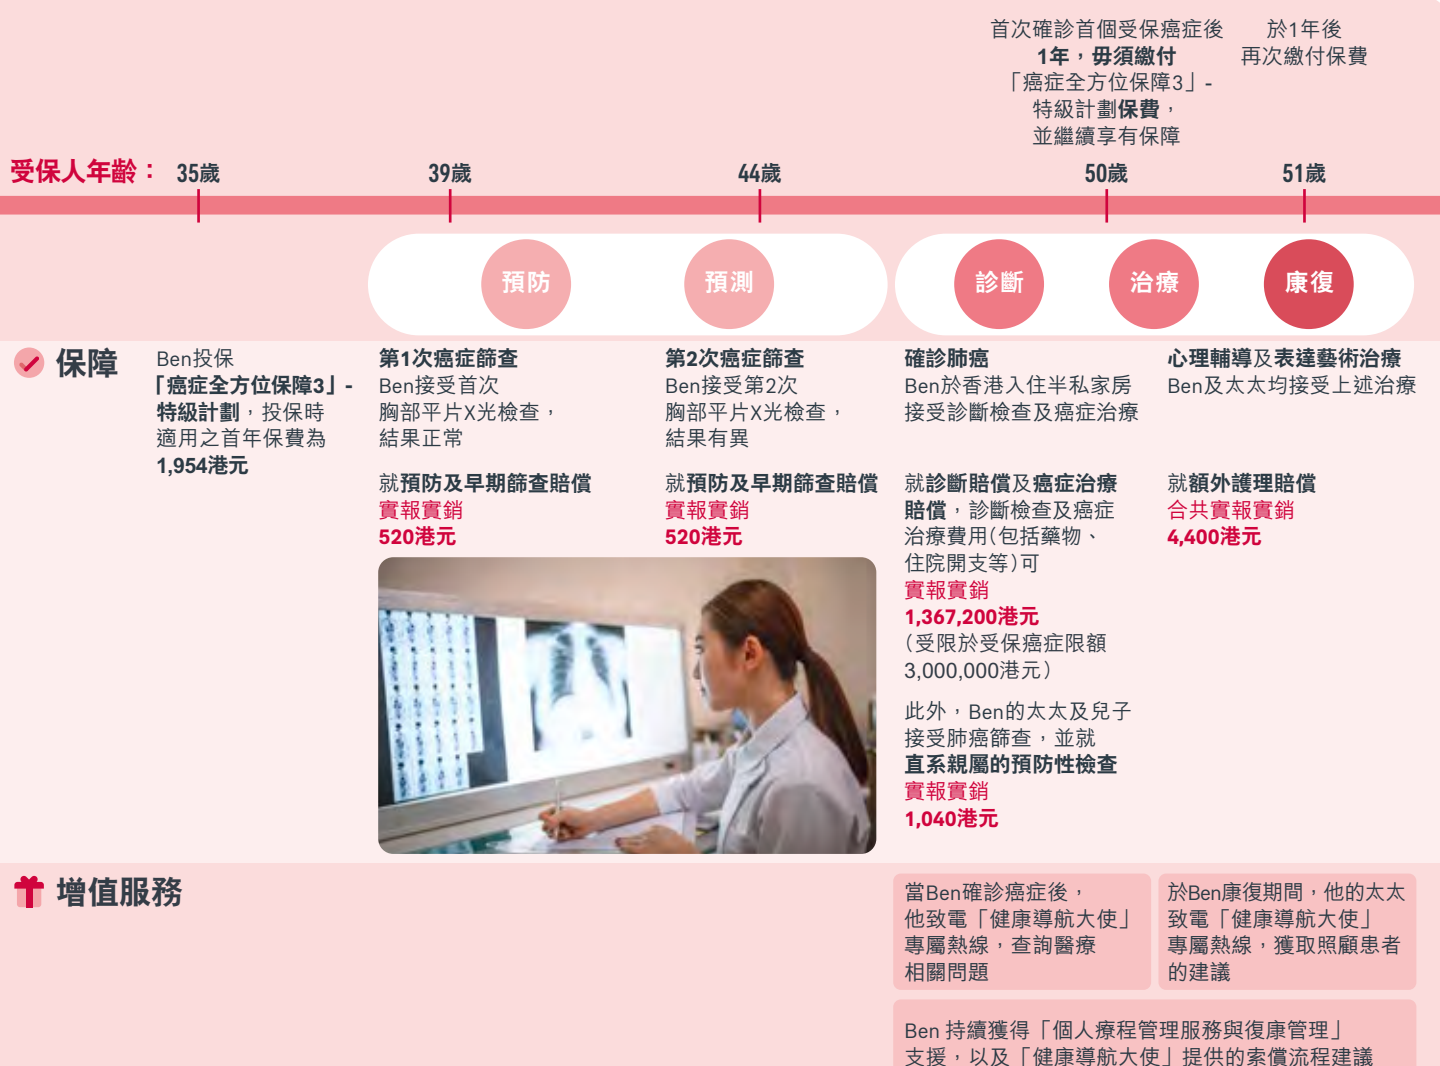 首次確診首個受保癌症後
1年，毋須繳付
「癌症全方位保障3」-
特級計劃保費，
並繼續享有保障
於1年後
再次繳付保費
受保人年齡：
35歲
39歲
44歲
50歲
51歲
預防
預測
診斷
治療
康復
保障
Ben投保
「癌症全方位保障3」-
特級計劃，投保時
適用之首年保費為
1,954港元
第1次癌症篩查
Ben接受首次
胸部平片X光檢查，
結果正常
就預防及早期篩查賠償
實報實銷
520港元
第2次癌症篩查
Ben接受第2次
胸部平片X光檢查，
結果有異
就預防及早期篩查賠償
實報實銷
520港元
確診肺癌
Ben於香港入住半私家房
接受診斷檢查及癌症治療
就診斷賠償及癌症治療
賠償，診斷檢查及癌症
治療費用(包括藥物、
住院開支等)可
實報實銷
1,367,200港元
(受限於受保癌症限額
3,000,000港元)
此外，Ben的太太及兒子
接受肺癌篩查，並就
直系親屬的預防性檢查
實報實銷
1,040港元
心理輔導及表達藝術治療
Ben及太太均接受上述治療
就額外護理賠償
合共實報實銷
4,400港元
增值服務
當Ben確診癌症後，
他致電「健康導航大使」
專屬熱線，查詢醫療
相關問題
於Ben康復期間，他的太太
致電「健康導航大使」
專屬熱線，獲取照顧患者
的建議
Ben 持續獲得「個人療程管理服務與復康管理」
支援，以及「健康導航大使」提供的索償流程建議